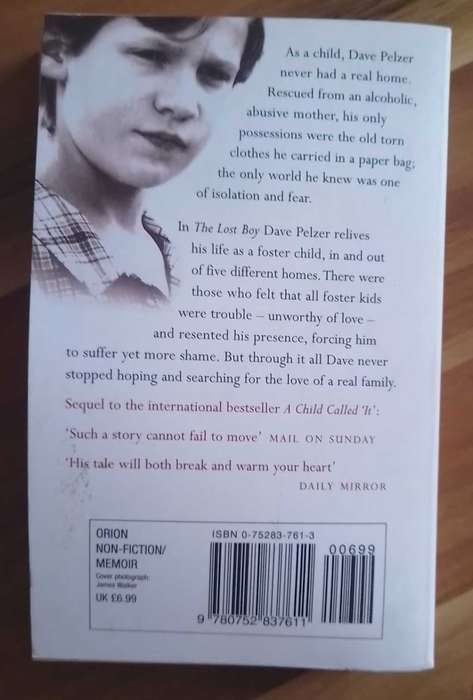 As a child, Dave Pelzer
never had a real home.
Rescued from an alcoholic,
abusive mother, his only
possessions were the old torn
clothes he carried in a paper bag;
the only world he knew was one
of isolation and fear.
In The Lost Boy Dave Pelzer relives
his life as a foster child, in and out
of five different homes. There were
those who felt that all foster kids
were trouble – unworthy of love –
and resented his presence, forcing him
to suffer yet more shame. But through it all Dave never
stopped hoping and searching for the love of a real family.
Sequel to the international bestseller A Child Called 'It':
'Such a story cannot fail to move' MAIL ON SUNDAY
'His tale will both break and warm your heart'
DAILY MIRROR
ORION
NON-FICTION/
MEMOIR
Cover photograph:
James Walker
UK £6.99
ISBN 0-75283-761-3
00699
9 780752 837611